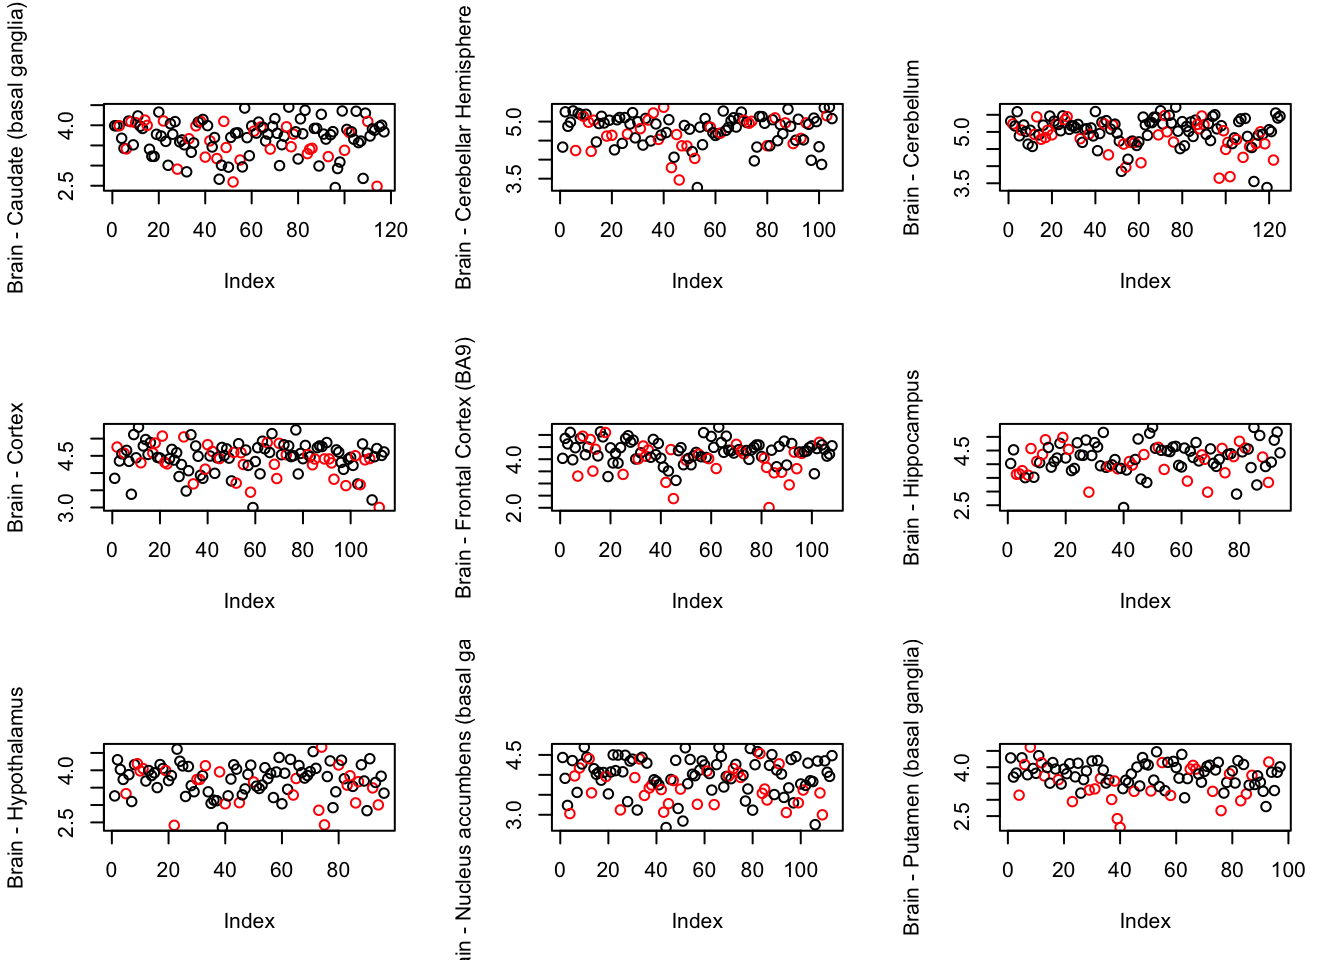 Brain - Caudate (basal ganglia)
4.0
2.5
0 20 40 60 80 120
Index
Brain - Cerebellar Hemisphere
5.0
3.5
0 20 40 60 80 100
Index
Brain - Cerebellum
5.0
3.5
0 20 40 60 80 120
Index
Brain - Cortex
4.5
3.0
0 20 40 60 80 100
Index
Brain - Frontal Cortex (BA9)
4.0
2.0
0 20 40 60 80 100
Index
Brain - Hippocampus
4.5
2.5
0 20 40 60 80
Index
Brain - Hypothalamus
4.0
2.5
0 20 40 60 80
Index
ain - Nucleus accumbens (basal ga
4.5
3.0
0 20 40 60 80 100
Index
Brain - Putamen (basal ganglia)
4.0
2.5
0 20 40 60 80 100
Index